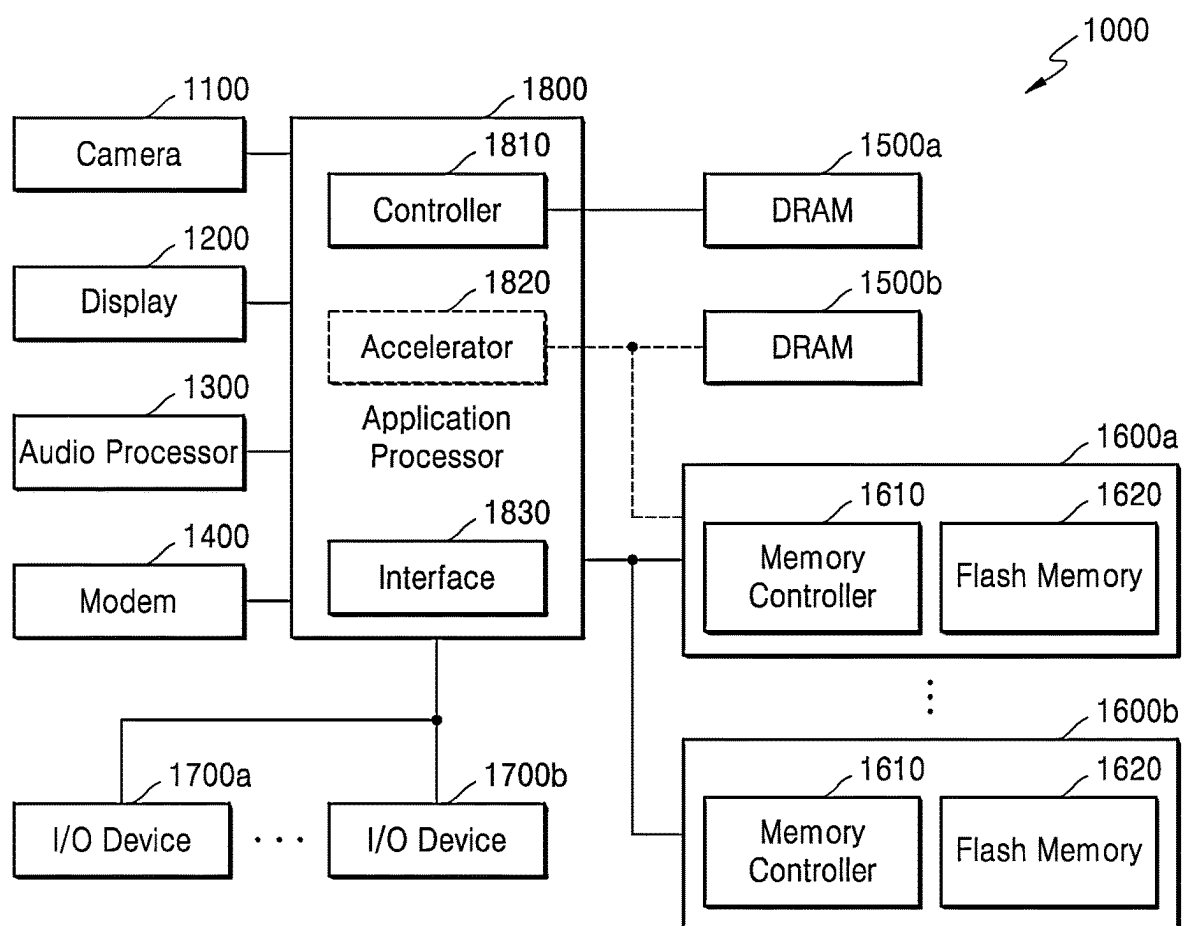 1000
1100
Camera
1200
Display
1300
Audio Processor
1400
Modem
1800
1810
Controller
1820
Accelerator
Application
Processor
1830
Interface
1500a
DRAM
1500b
DRAM
1600a
1610
Memory
Controller
1620
Flash Memory
1600b
1610
Memory
Controller
1620
Flash Memory
1700a
I/O Device
1700b
I/O Device